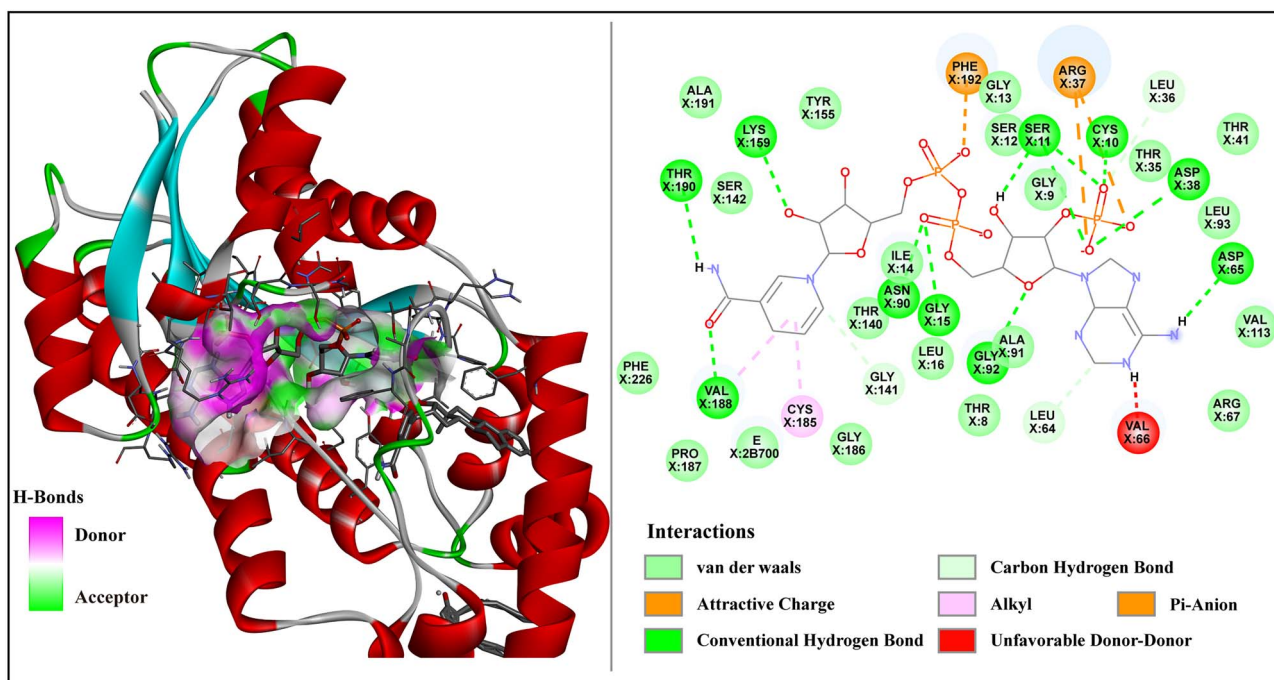 H-Bonds
Donor
Acceptor
PHE
X:192
ARG
X:37
GLY
X:13
LEU
X:36
ALA
X:191
TYR
X:155
LYS
X:159
SER
X:12
SER
X:11
CYS
X:10
THR
X:41
THR
X:35
THR
X:190
SER
X:142
GLY
X:9
ASP
X:38
LEU
X:93
ILE
X:14
ASP
X:65
ASN
X:90
GLY
X:15
THR
X:140
VAL
X:113
ALA
X:91
LEU
X:16
GLY
X:92
PHE
X:226
GLY
X:141
VAL
X:188
CYS
X:185
THR
X:8
LEU
X:64
ARG
X:67
VAL
X:66
PRO
X:187
E
X:2B700
GLY
X:186
O
O
O
O
P
O
O
O
O
O
P
O
O
H
O
O
P
O
O
O
O
O
H
N
O
N
N
N
N
N
N
H
N
H
Interactions
van der waals
Carbon Hydrogen Bond
Attractive Charge
Alkyl
Pi-Anion
Conventional Hydrogen Bond
Unfavorable Donor-Donor